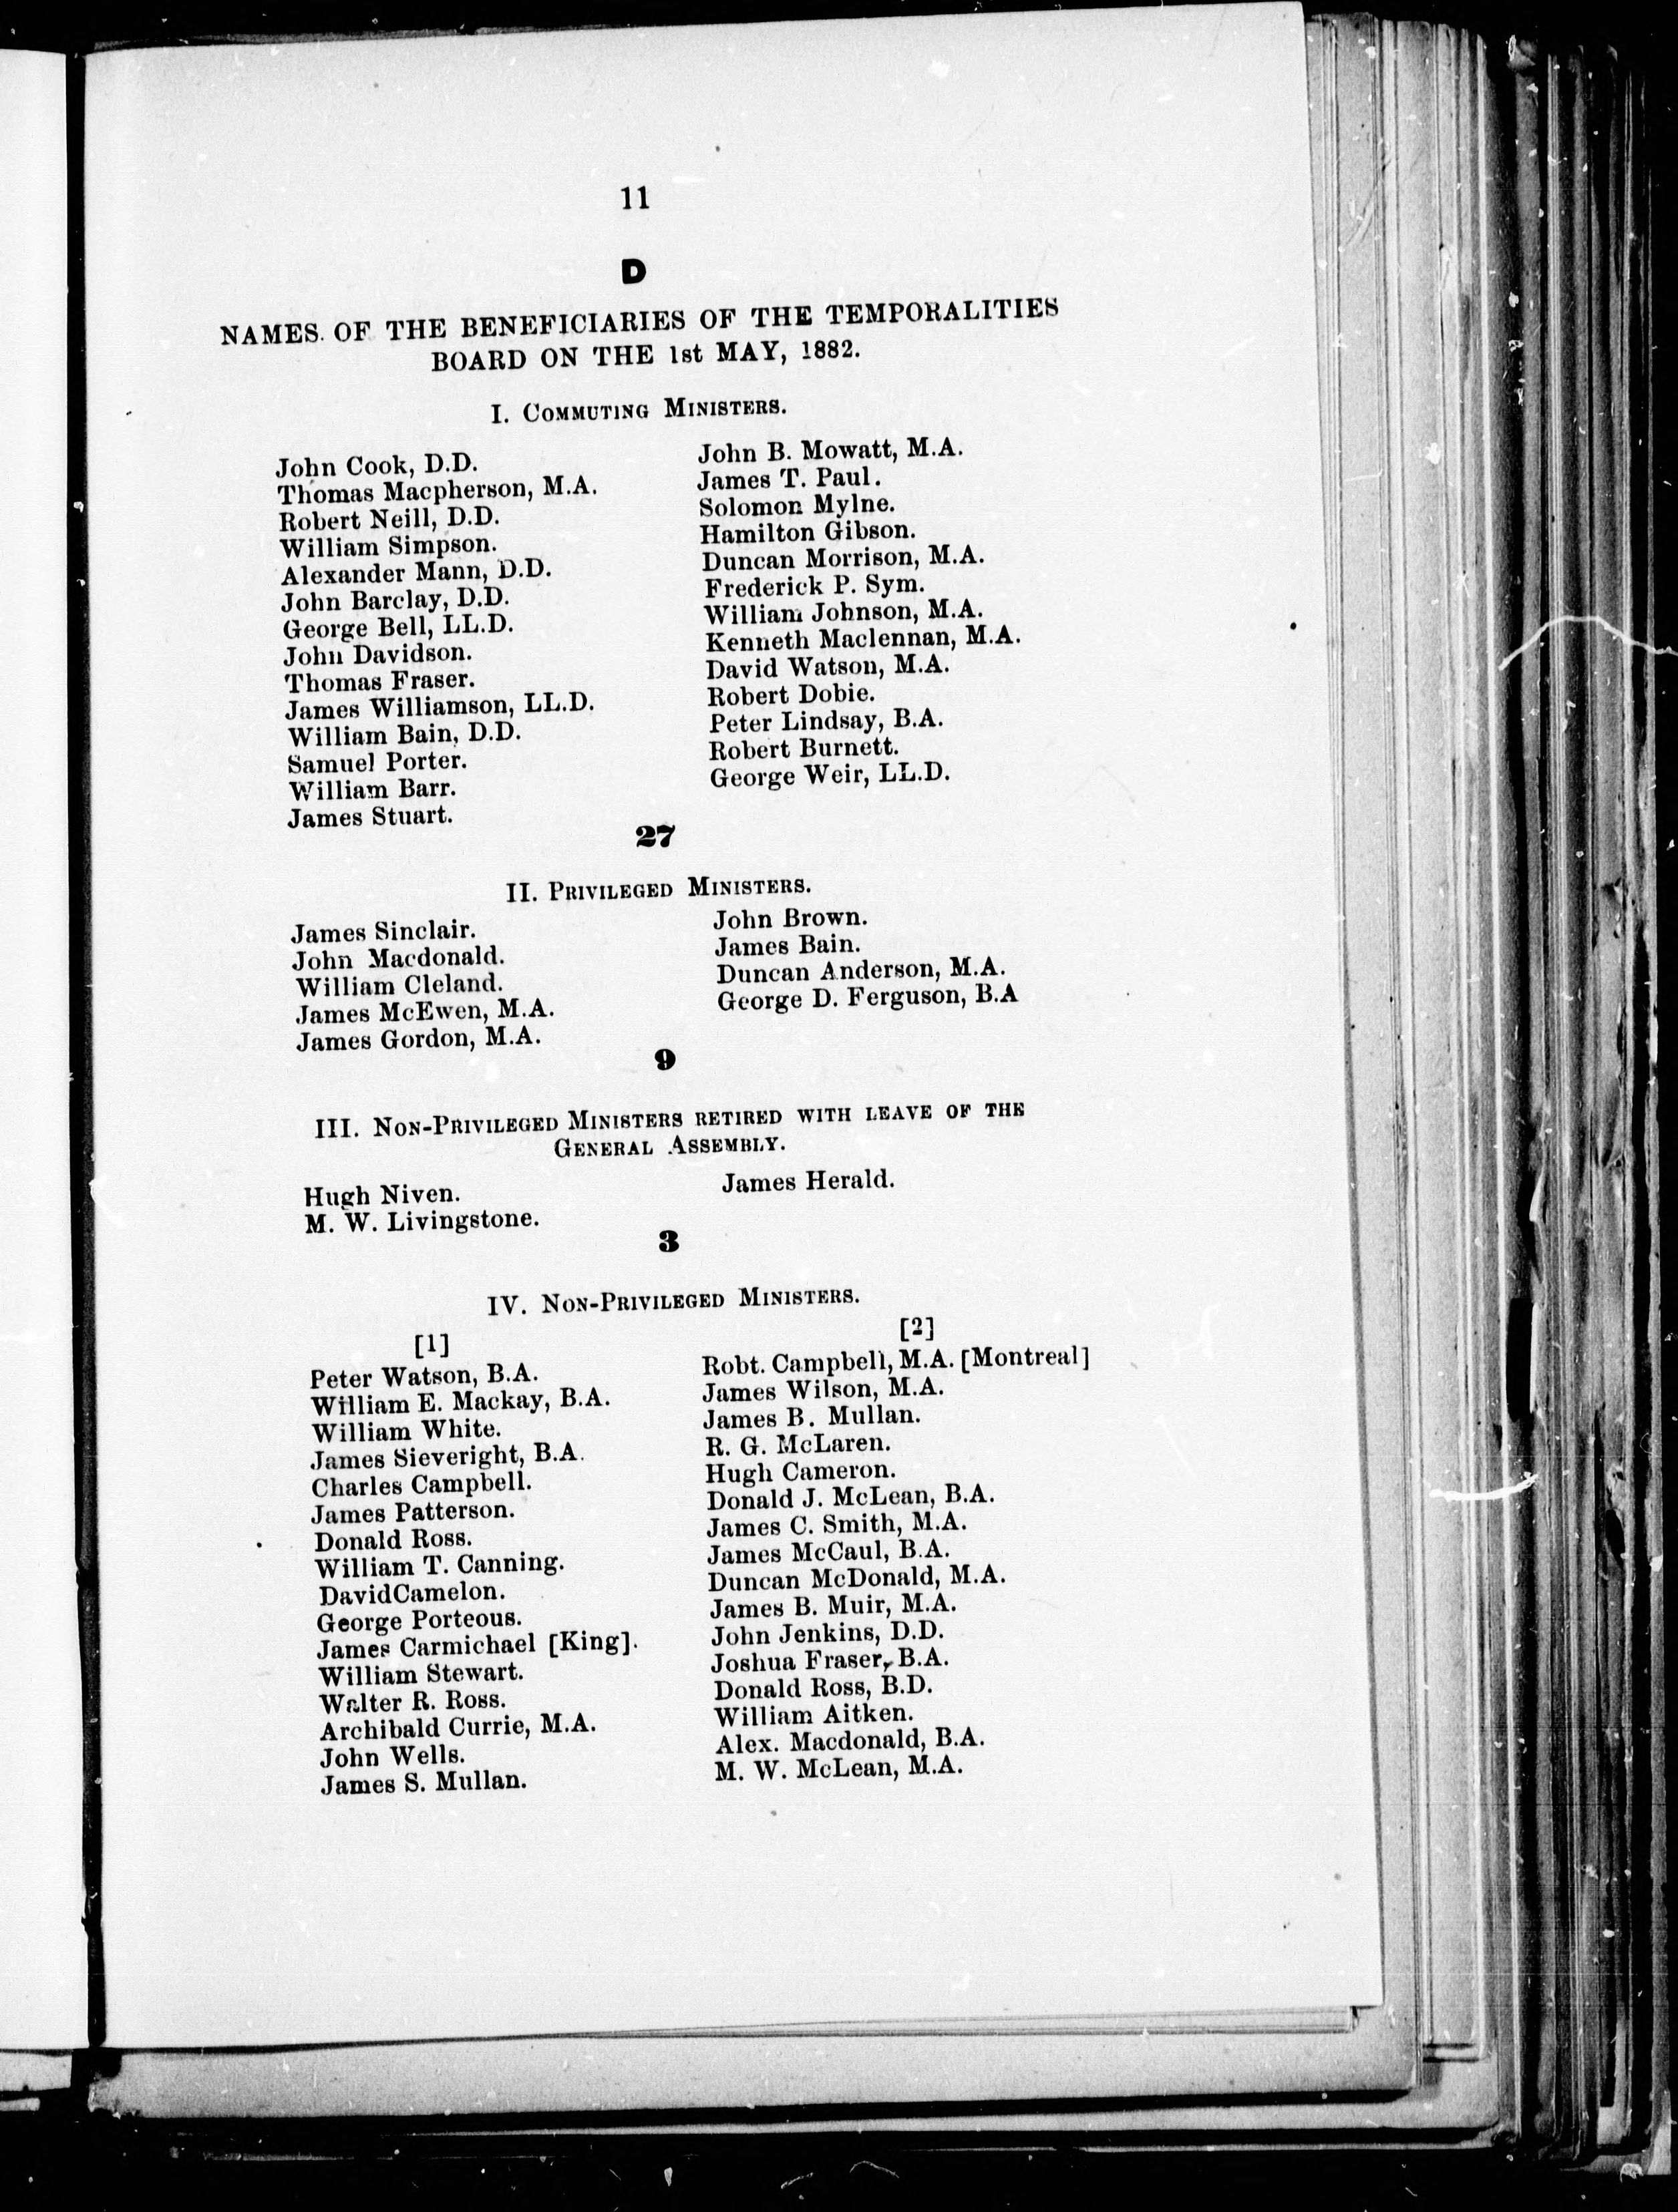 11
D
NAMES. OF THE BENEFICIARIES OF THE TEMPORALITIES
BOARD ON THE 1st MAY, 1882.
I. COMMUTING MINISTERS.
John Cook, D.D.
Thomas Macpherson, M.A.
Robert Neill, D.D.
William Simpson.
Alexander Mann, D.D.
John Barclay, D.D.
George Bell, LL.D.
John Davidson.
Thomas Fraser.
James Williamson, LL.D.
William Bain, D.D.
Samuel Porter.
William Barr.
James Stuart.
John B. Mowatt, M.A.
James T. Paul.
Solomon Mylne.
Hamilton Gibson.
Duncan Morrison, M.A.
Frederick P. Sym.
William Johnson, M.A.
Kenneth Maclennan, M.A.
David Watson, M.A.
Robert Dobie.
Peter Lindsay, B.A.
Robert Burnett.
George Weir, LL.D.
27
II. PRIVILEGED MINISTERS.
James Sinclair.
John Macdonald.
William Cleland.
James McEwen, M.A.
James Gordon, M.A.
John Brown.
James Bain.
Duncan Anderson, M.A.
George D. Ferguson, B.A
9
III. NON-PRIVILEGED MINISTERS RETIRED WITH LEAVE OF THE
GENERAL ASSEMBLY.
Hugh Niven.
M. W. Livingstone.
James Herald.
3
IV. NON-PRIVILEGED MINISTERS.
[1]
Peter Watson, B.A.
William E. Mackay, B.A.
William White.
James Sieveright, B.A.
Charles Campbell.
James Patterson.
Donald Ross.
William T. Canning.
DavidCamelon.
George Porteous.
James Carmichael [King].
William Stewart.
Walter R. Ross.
Archibald Currie, M.A.
John Wells.
James S. Mullan.
[2]
Robt. Campbell, M.A. [Montreal]
James Wilson, M.A.
James B. Mullan.
R. G. McLaren.
Hugh Cameron.
Donald J. McLean, B.A.
James C. Smith, M.A.
James McCaul, B.A.
Duncan McDonald, M.A.
James B. Muir, M.A.
John Jenkins, D.D.
Joshua Fraser, B.A.
Donald Ross, B.D.
William Aitken.
Alex. Macdonald, B.A.
M. W. McLean, M.A.